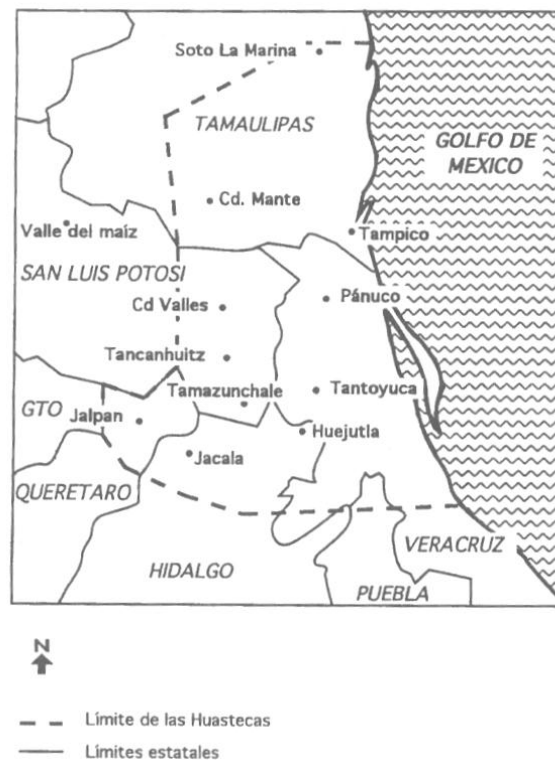 Soto La Marina
TAMAULIPAS
GOLFO DE
MEXICO
Cd. Mante
Valle del maíz
Tampico
SAN LUIS POTOSI
Cd Valles
Pánuco
Tancanhuitz
Tamazunchale
Tantoyuca
GTO
Jalpan
Huejutla
Jacala
QUERETARO
VERACRUZ
HIDALGO
PUEBLA
N
Límite de las Huastecas
Límites estatales